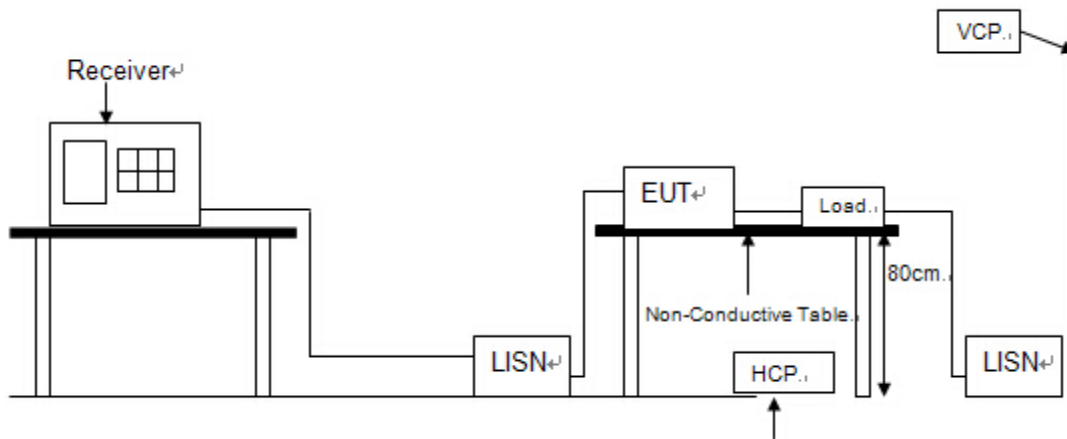 VCP.
Receiver↵
EUT↵
Load.
80cm.
Non-Conductive Table.
LISN↵
HCP.
LISN↵